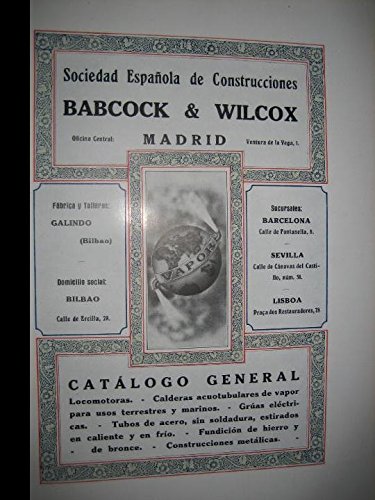 Sociedad Española de Construcciones
BABCOCK & WILCOX
Oficina Central:
MADRID
Ventura de la Vega, 1.
Fábrica y Talleres:
GALINDO
(Bilbao)
Domicilio social:
BILBAO
Calle de Ercilla, 29.
VAPOR
Sucursales:
BARCELONA
Calle de Fontanella, 8.
SEVILLA
Calle de Cánovas del Casti-
llo, núm. 38.
LISBOA
Praça dos Restauradores, 78
CATÁLOGO GENERAL
Locomotoras. - Calderas acuotubulares de vapor
para usos terrestres y marinos. - Grúas eléctri-
cas. - Tubos de acero, sin soldadura, estirados
en caliente y en frío. - Fundición de hierro y
de bronce. - Construcciones metálicas. -